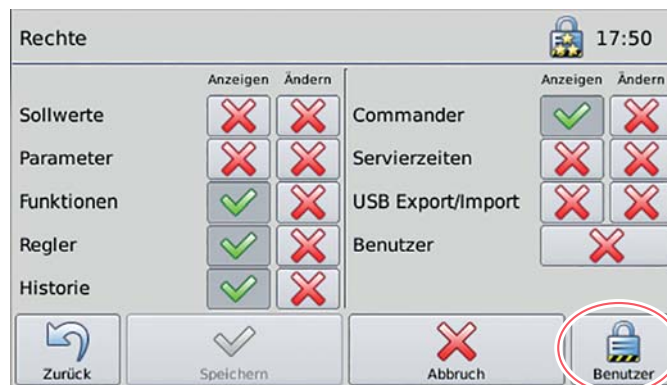 Rechte 17:50
Anzeigen Ändern Anzeigen Ändern
Sollwerte Commander
Parameter Servierzeiten
Funktionen USB Export/Import
Regler Benutzer
Historie
Zurück Speichern Abbruch Benutzer